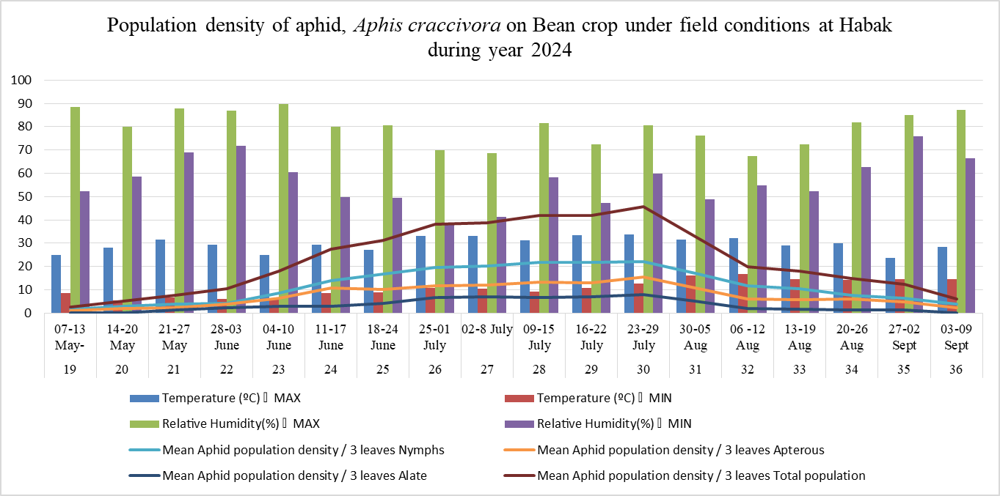 Population density of aphid, Aphis craccivora on Bean crop under field conditions at Habak
during year 2024
100
90
80
70
60
50
40
30
20
10
0
07-13 14-20 21-27 28-03 04-10 11-17 18-24 25-01 02-8 July 09-15 16-22 23-29 30-05 06 -12 13-19 20-26 27-02 03-09
May- May May June June June June July July July July Aug Aug Aug Aug Sept Sept
19 20 21 22 23 24 25 26 27 28 29 30 31 32 33 34 35 36
Temperature (ºC) ▯ MAX Temperature (ºC) ▯ MIN
Relative Humidity(%) ▯ MAX Relative Humidity(%) ▯ MIN
Mean Aphid population density / 3 leaves Nymphs Mean Aphid population density / 3 leaves Apterous
Mean Aphid population density / 3 leaves Alate Mean Aphid population density / 3 leaves Total population